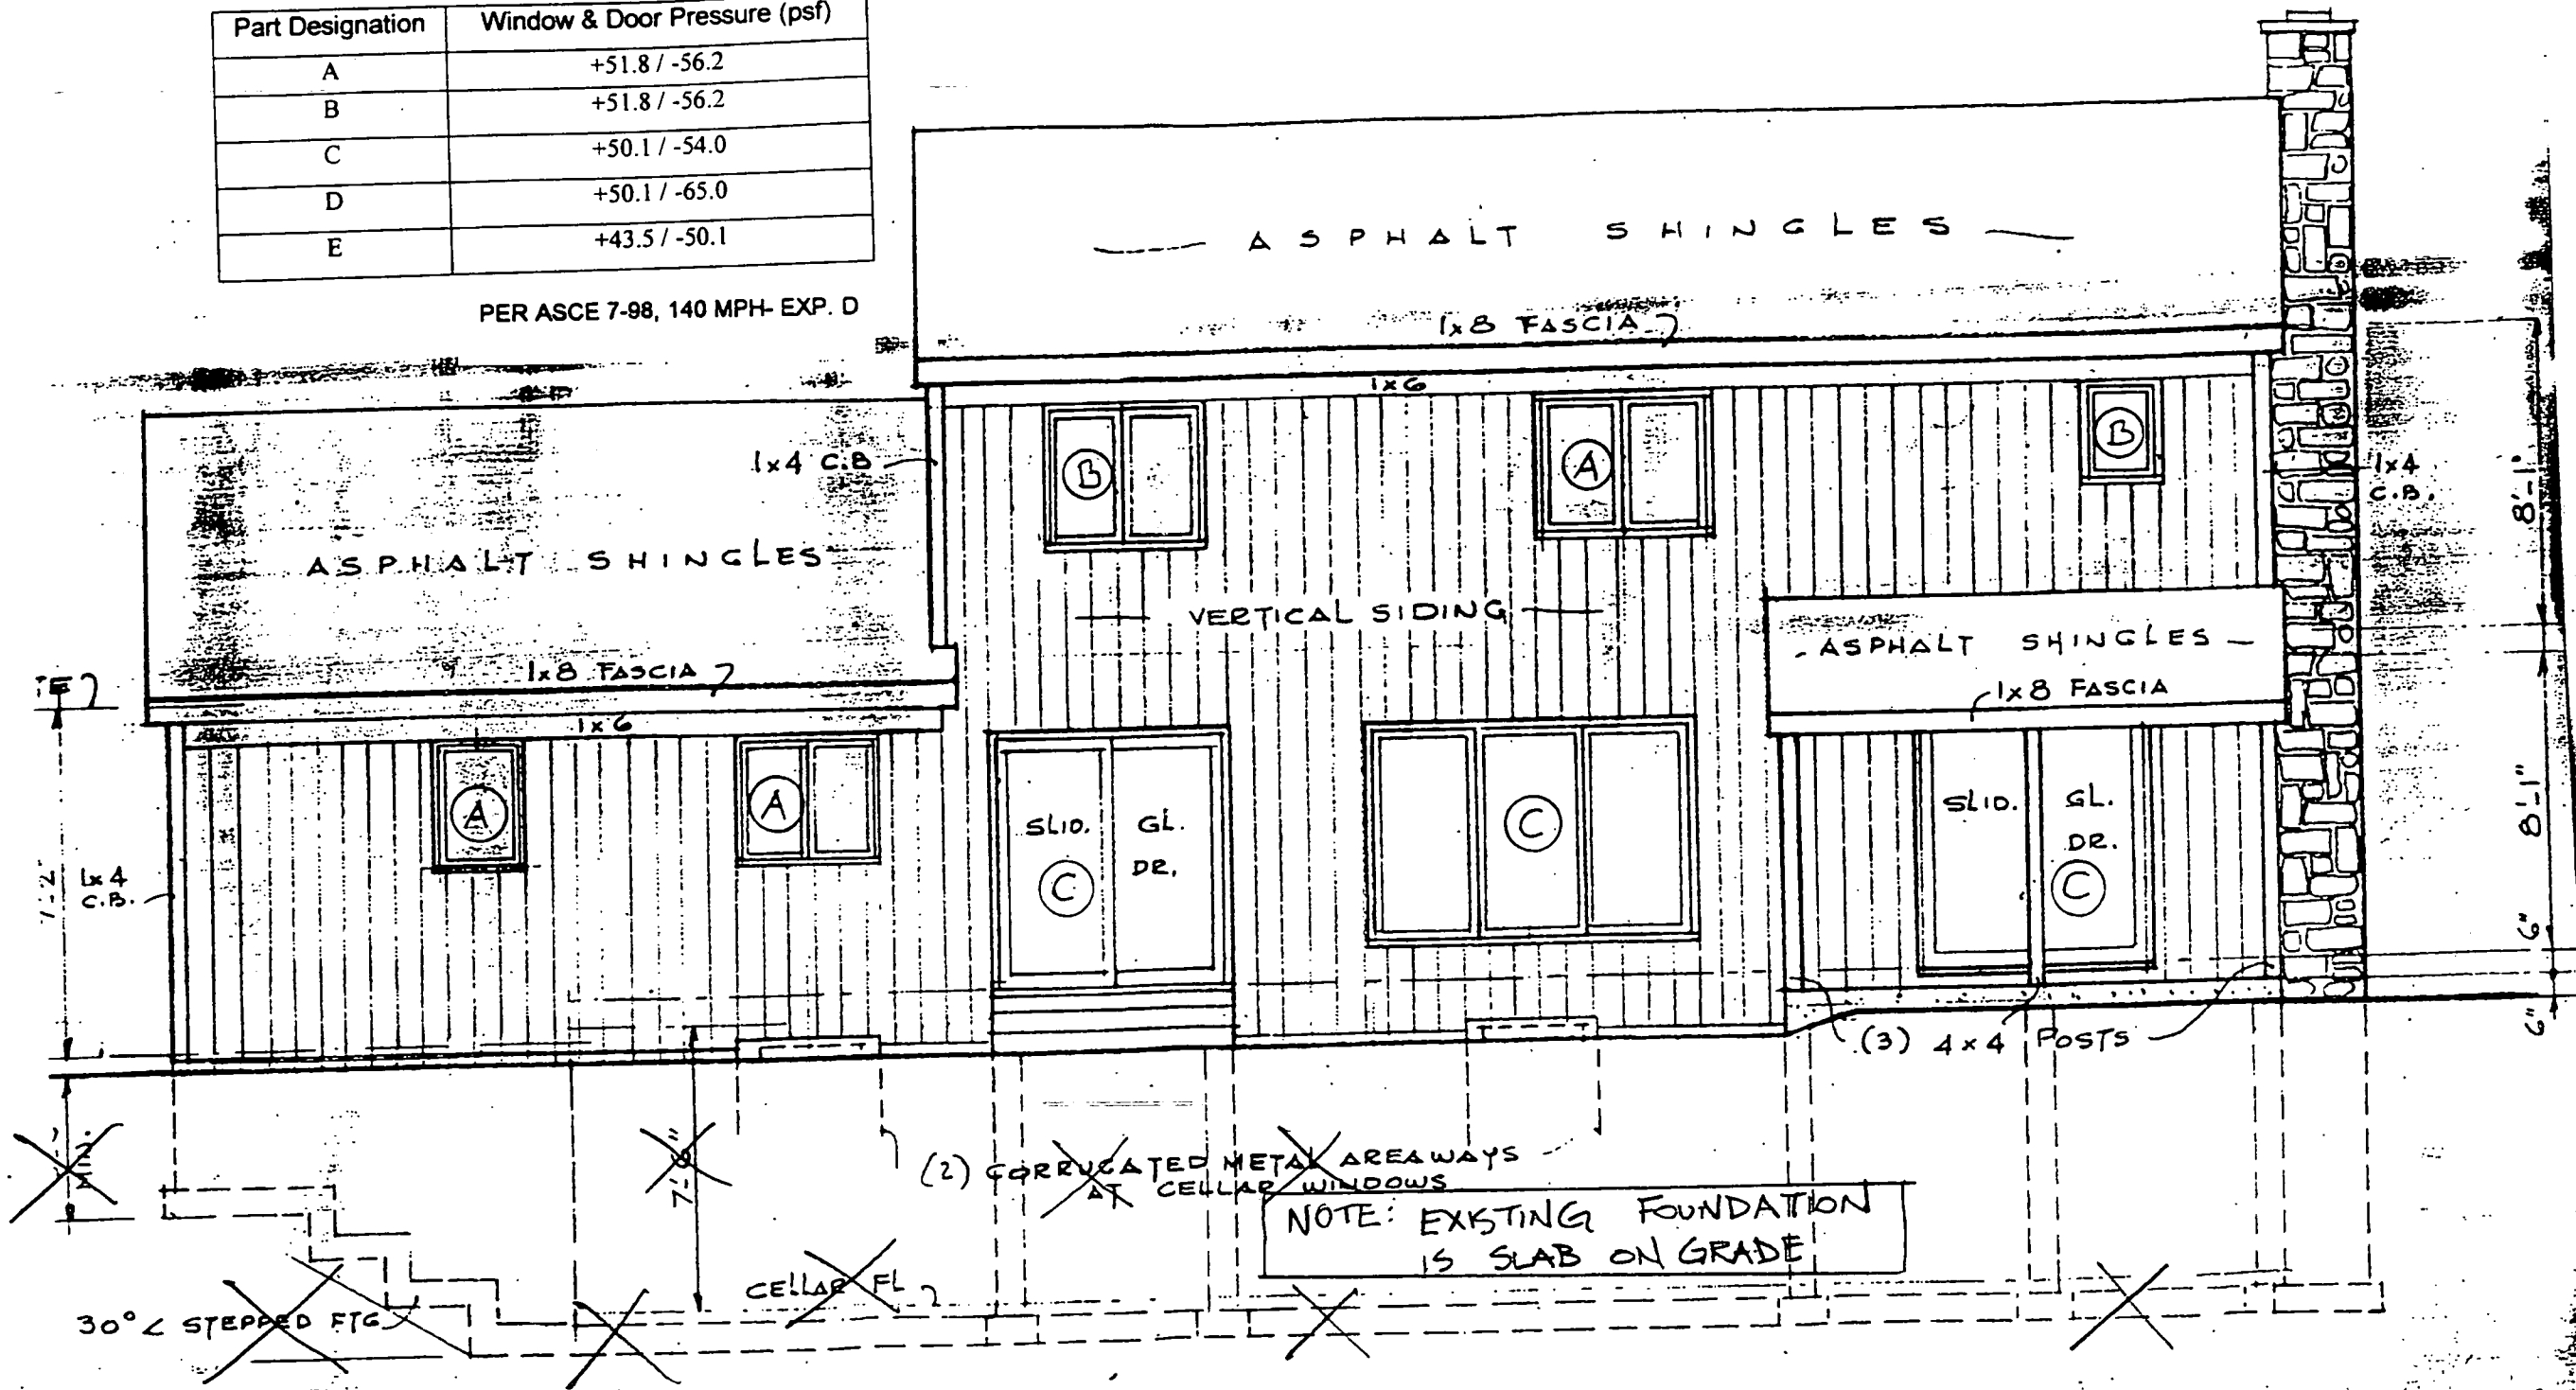 Part Designation Window & Door Pressure (psf)
A +51.8 / -56.2
B +51.8 / -56.2
C +50.1 / -54.0
D +50.1 / -65.0
E +43.5 / -50.1
PER ASCE 7-98, 140 MPH- EXP. D
ASPHALT SHINGLES
1x8 FASCIA
1x6
1x4 C.B
B
A
B
1x4
C.B.
8'-1"
ASPHALT SHINGLES
VERTICAL SIDING
ASPHALT SHINGLES
1x8 FASCIA
1x8 FASCIA
1x6
A
A
SLID. GL.
DR.
C
C
SLID. GL.
DR.
C
8'-1"
7'-2"
1x4
C.B.
6"
6"
(3) 4x4 POSTS
7'-6"
(2) CORRUGATED METAL AREAWAYS
AT CELLAR WINDOWS
NOTE: EXISTING FOUNDATION
IS SLAB ON GRADE
CELLAR FL
30° < STEPPED FTG